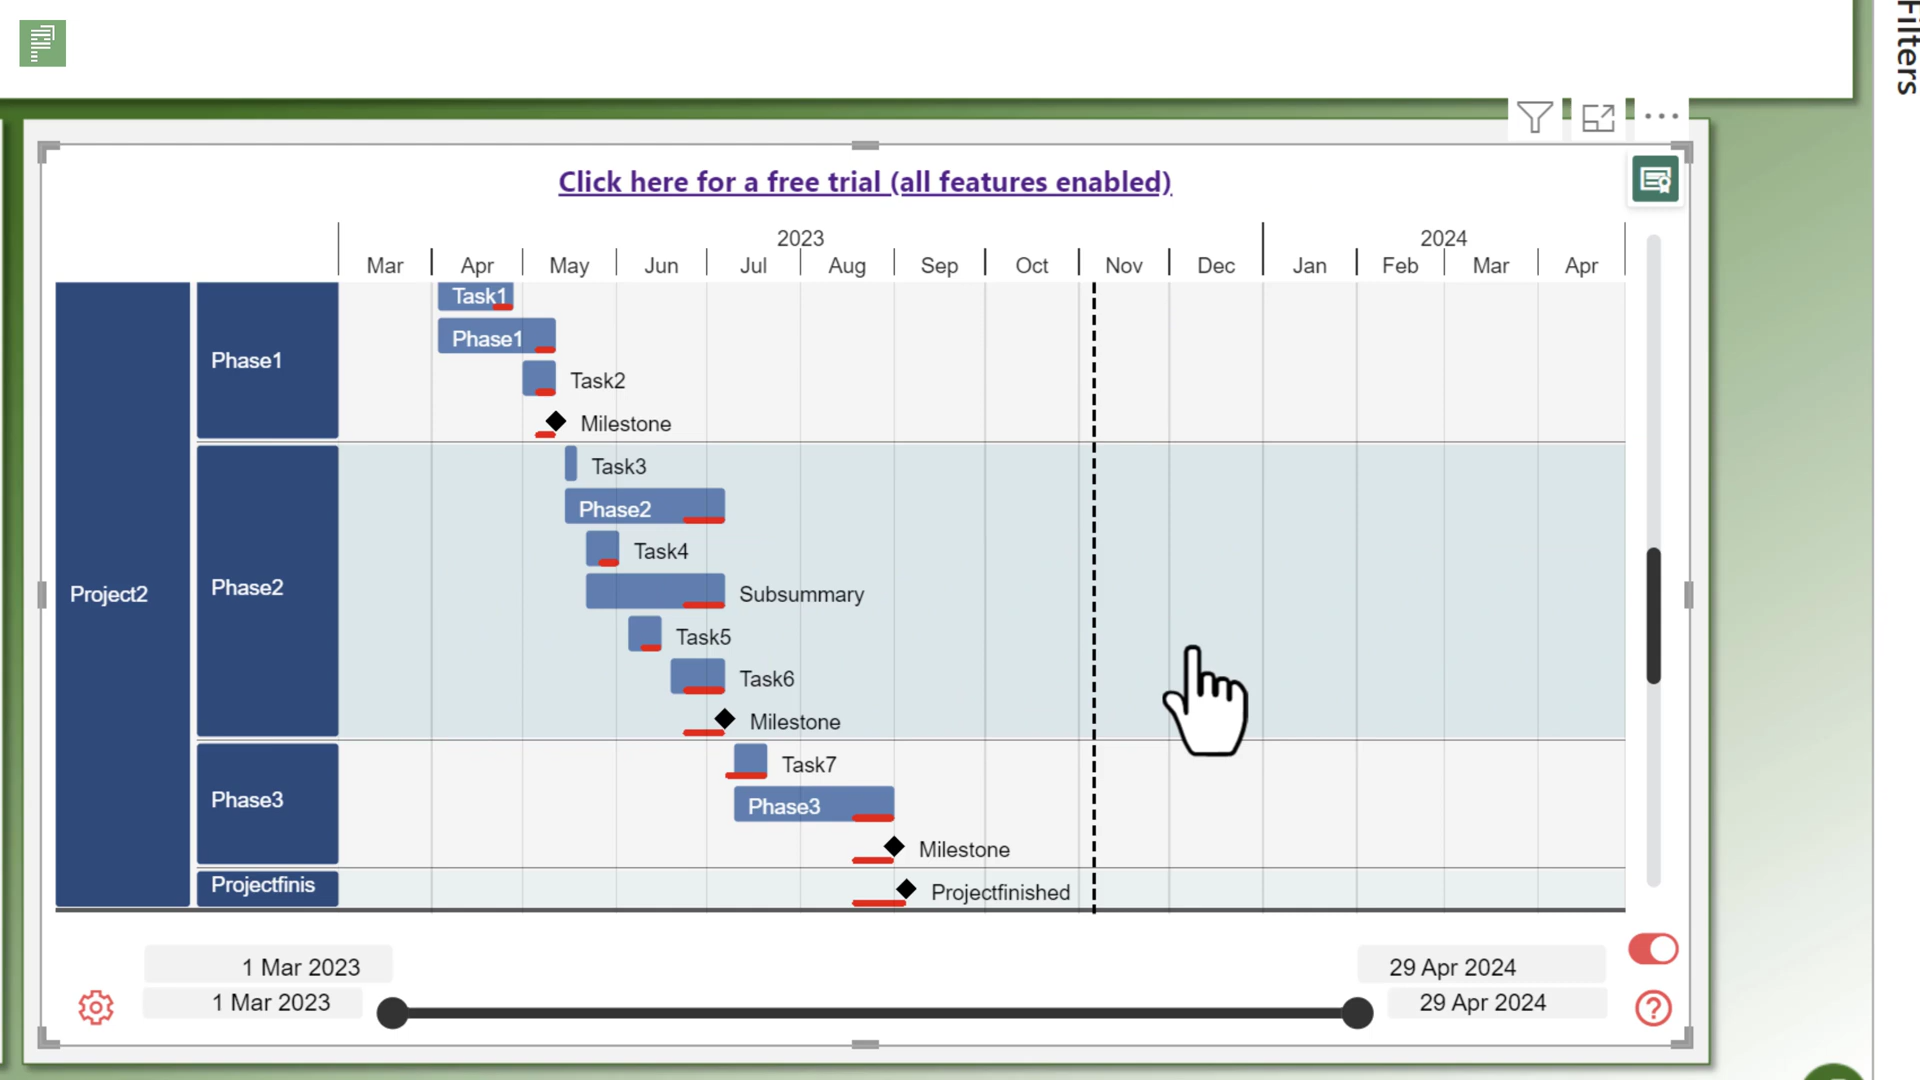 Filters
Click here for a free trial (all features enabled)
2023
2024
Mar Apr May Jun Jul Aug Sep Oct Nov Dec Jan Feb Mar Apr
Task1
Phase1
Phase1
Task2
Milestone
Task3
Phase2
Task4
Phase2
Project2
Subsummary
Task5
Task6
Milestone
Task7
Phase3
Phase3
Milestone
Projectfinis
Projectfinished
1 Mar 2023
29 Apr 2024
1 Mar 2023
29 Apr 2024